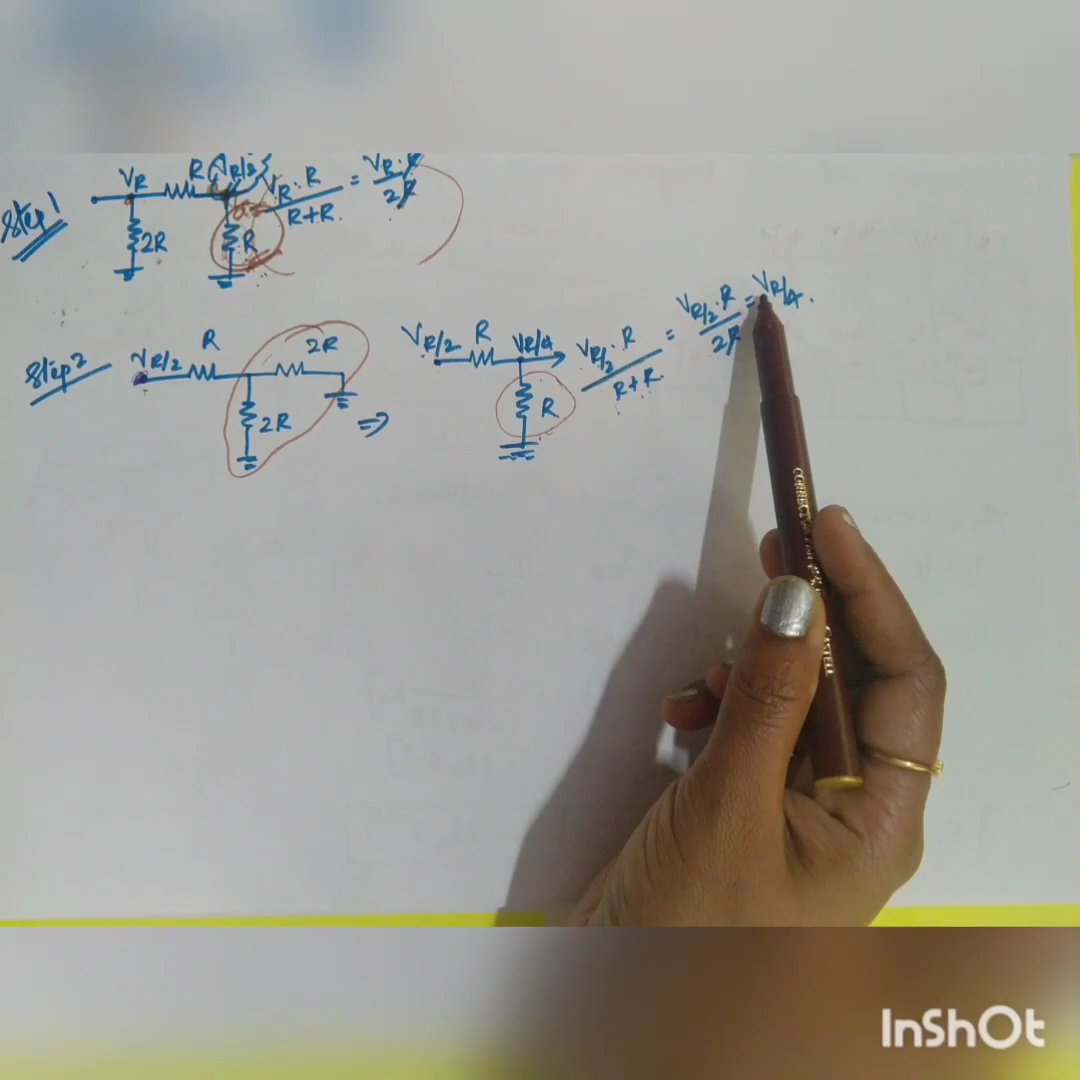 Step 1
VR R (VR/2)
2R R
VR · R / R+R = VR · R / 2R
Step 2
VR/2 R 2R
2R
⇒
VR/2 R VR/4
R
VR/2 · R / R+R = VR/2 · R / 2R = VR/4.
InShOt